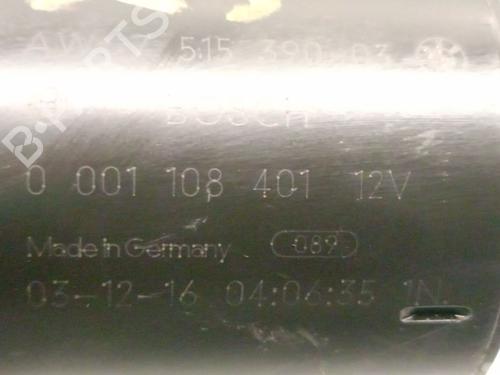 515 390 03
BOSCH
0 001 108 401 12V
Made in Germany 089
03-12-16 04:06:35 1N